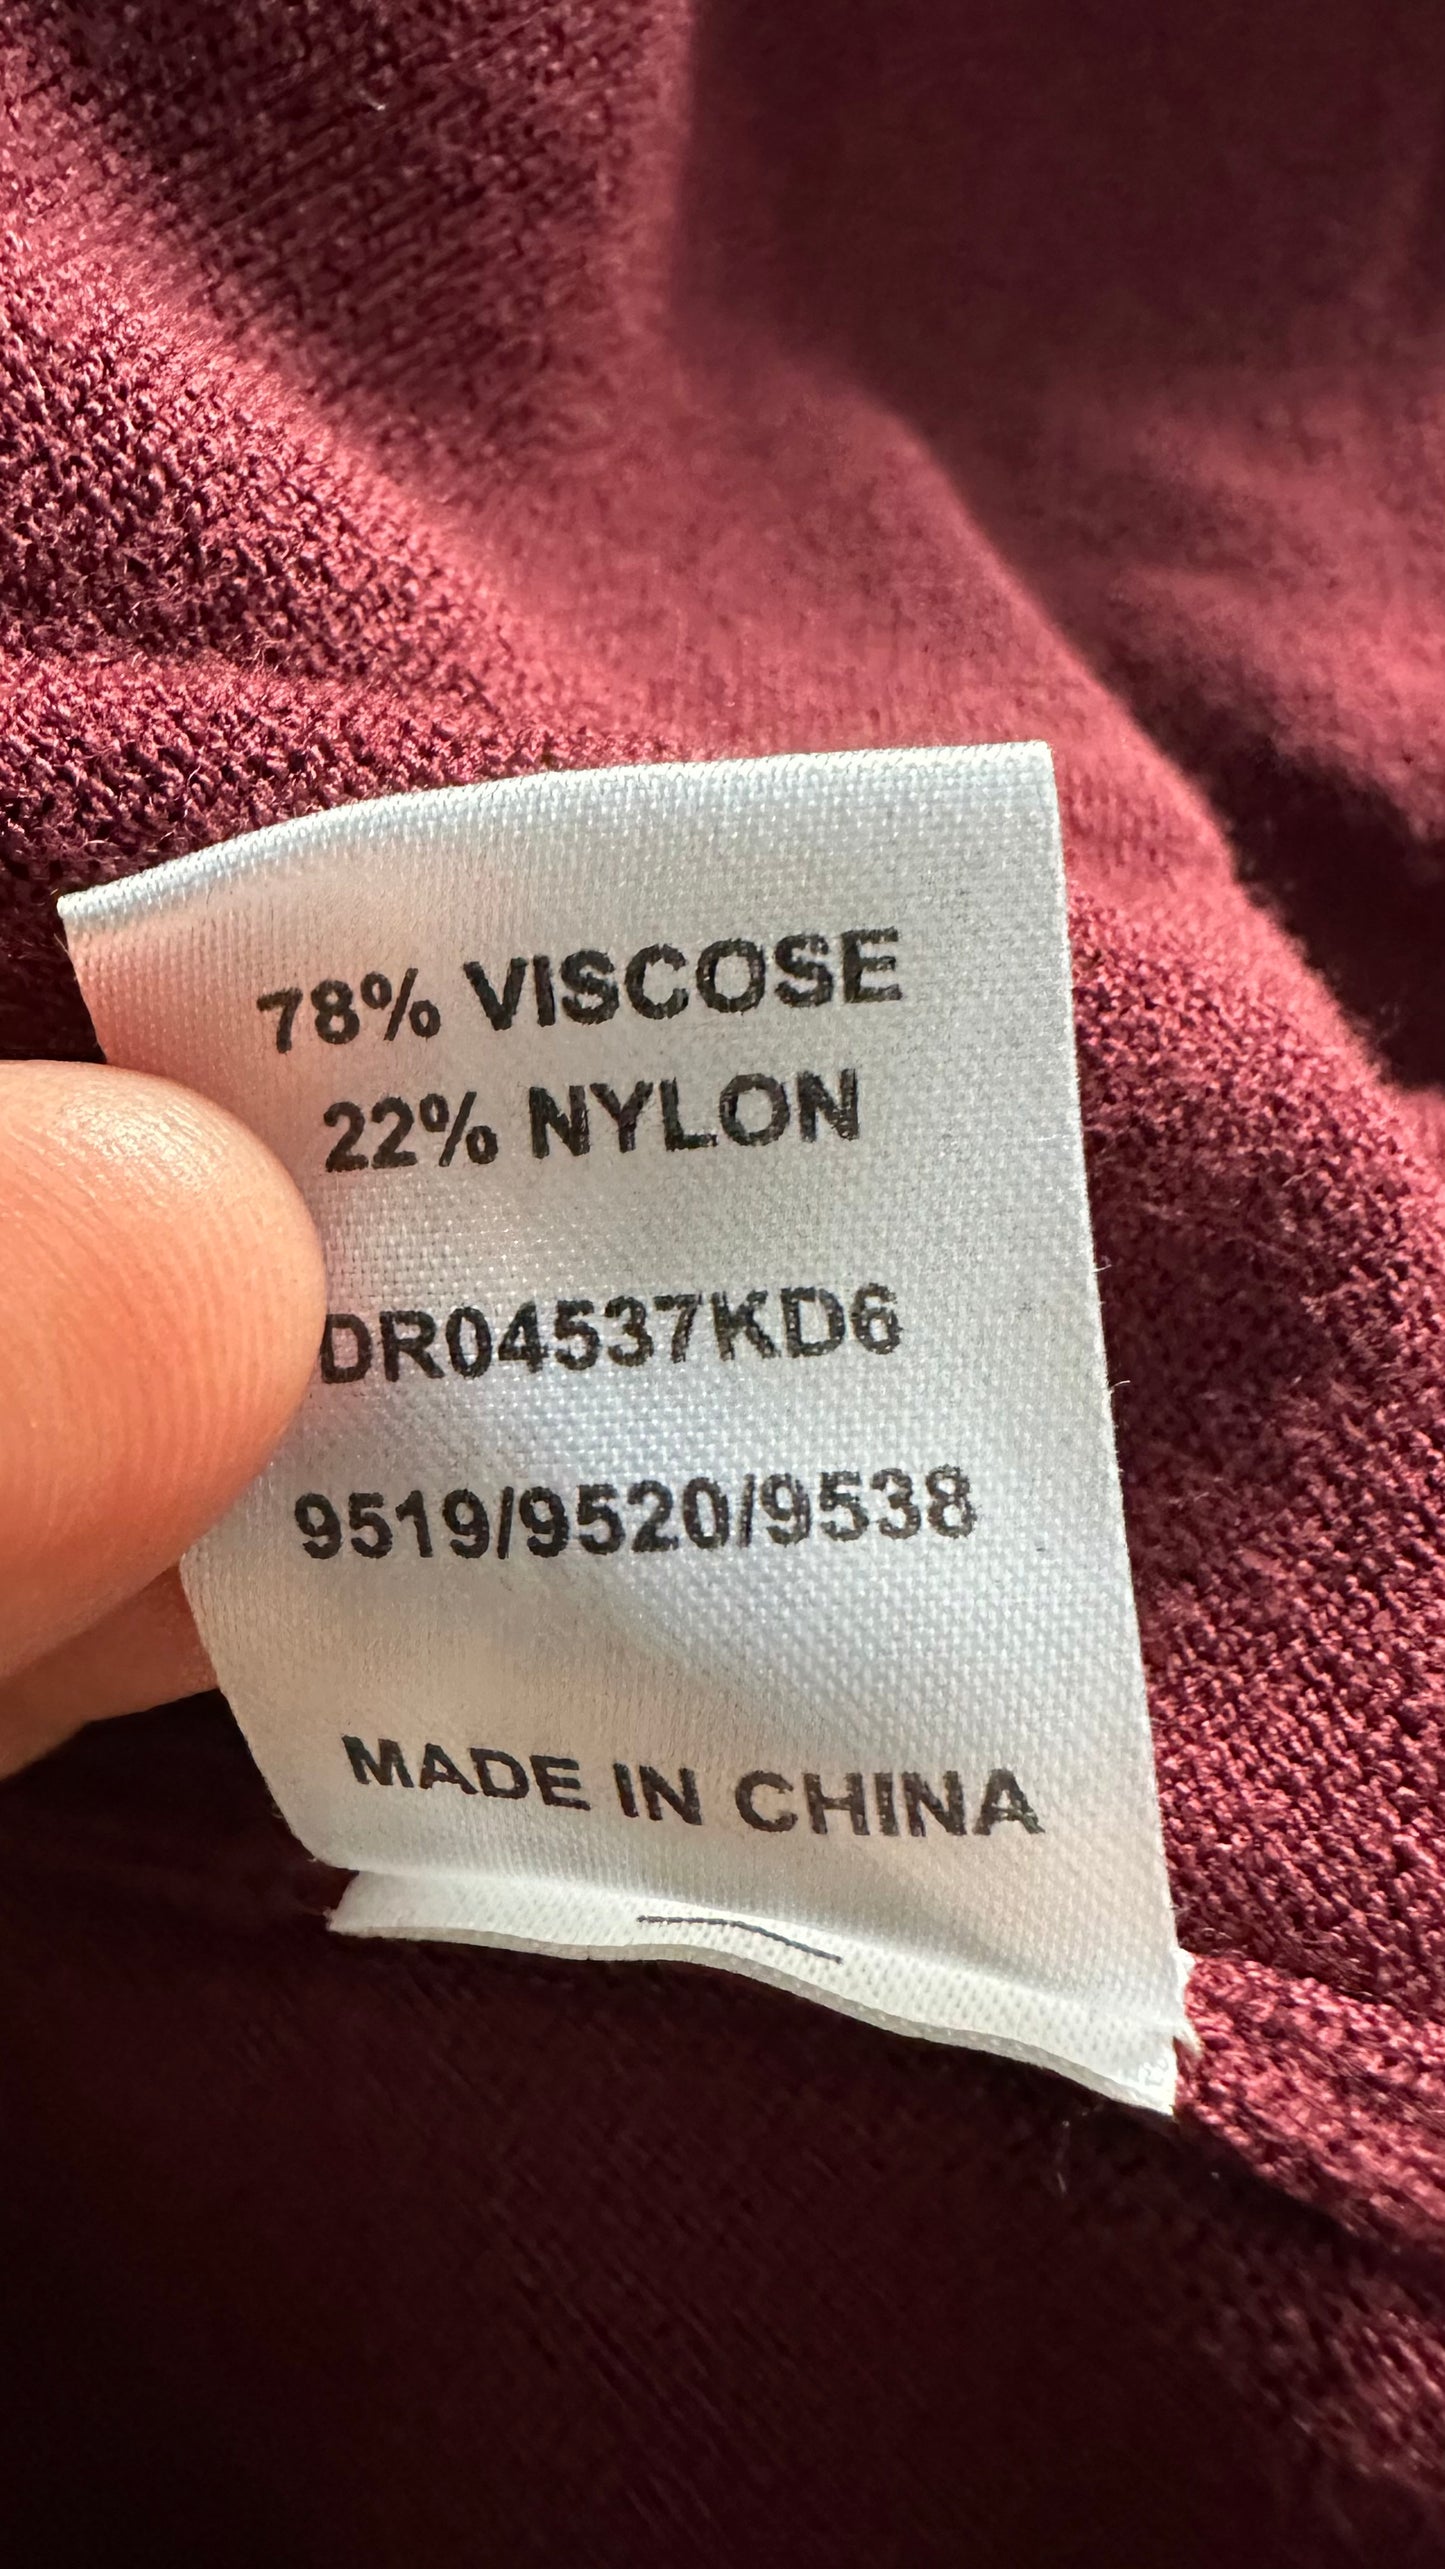 78% VISCOSE
22% NYLON
DR04537KD6
9519/9520/9538
MADE IN CHINA